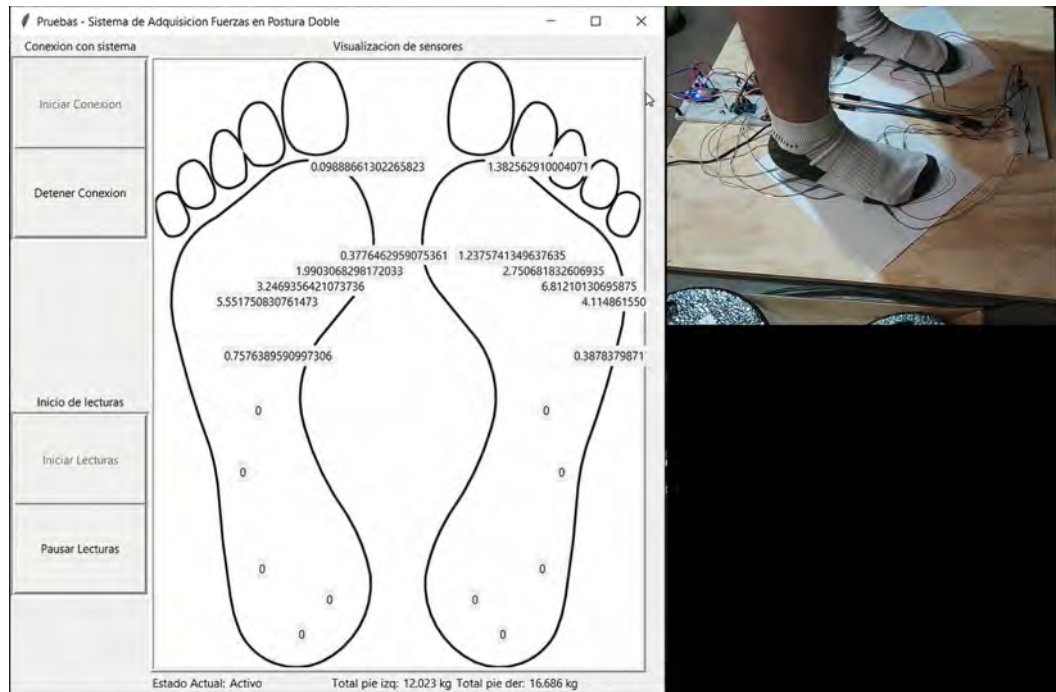 Pruebas - Sistema de Adquisicion Fuerzas en Postura Doble
Conexion con sistema
Visualizacion de sensores
Iniciar Conexion
Detener Conexion
0.09888661302265823
1.382562910004071
0.3776462959075361
1.2375741349637635
1.9903068298172033
2.750681832606935
3.2469356421073736
6.81210130695875
5.551750830761473
4.114861550
0.7576389590997306
0.3878379871
Inicio de lecturas
Iniciar Lecturas
Pausar Lecturas
0
0
0
0
0
0
0
0
0
0
Estado Actual: Activo
Total pie izq: 12.023 kg Total pie der: 16.686 kg